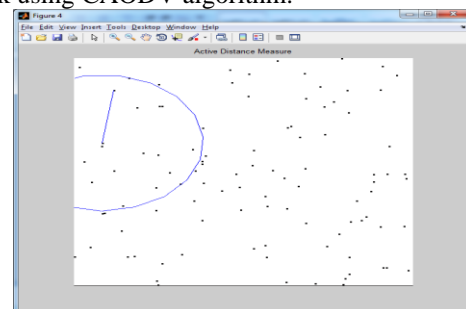 k using CAODV algorithm.
Figure 4
File Edit View Insert Tools Desktop Window Help
Active Distance Measure